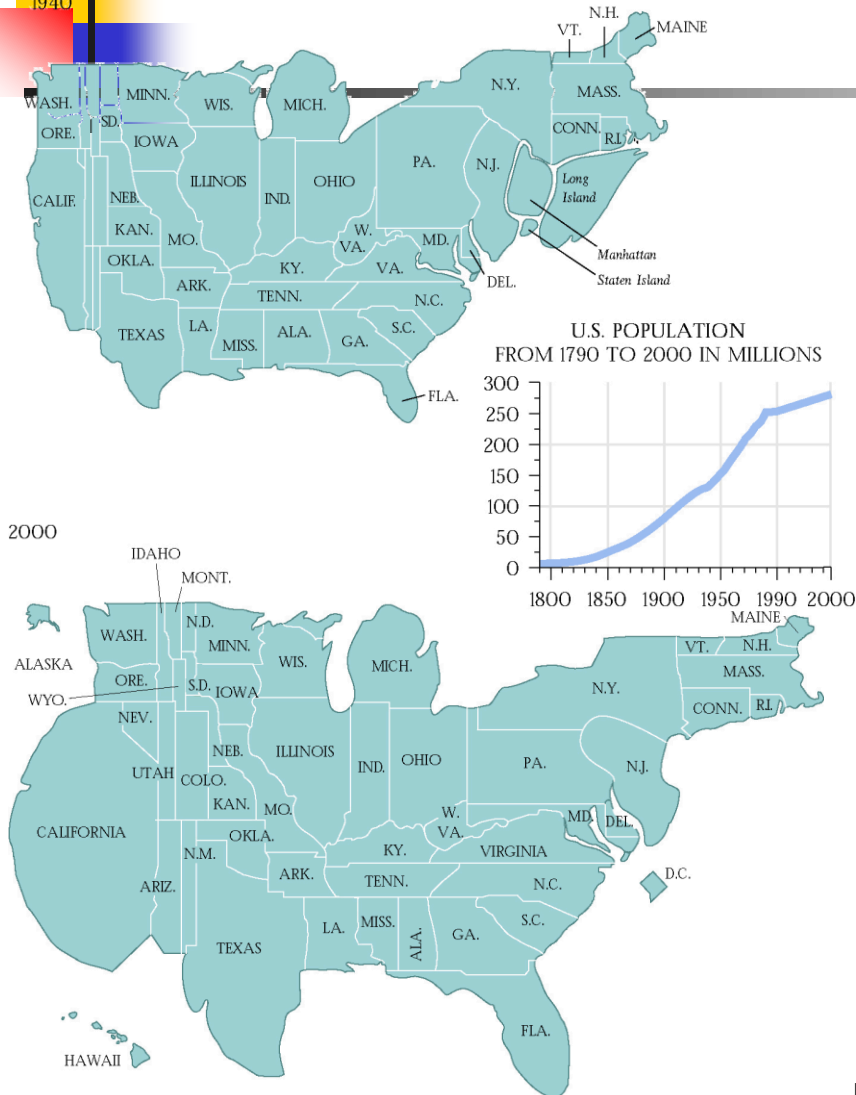 1940
N.H.
VT.
MAINE
N.Y.
MASS.
WASH.
MINN.
WIS.
MICH.
SD.
ORE.
CONN.
R.I.
IOWA
PA.
N.J.
ILLINOIS
OHIO
Long
Island
CALIF.
NEB.
IND.
KAN.
MO.
W.
VA.
MD.
Manhattan
OKLA.
KY.
VA.
Staten Island
DEL.
ARK.
TENN.
N.C.
TEXAS
LA.
MISS.
ALA.
GA.
S.C.
FLA.
U.S. POPULATION
FROM 1790 TO 2000 IN MILLIONS
300
250
200
150
100
50
0
1800 1850 1900 1950 1990 2000
2000
IDAHO
MONT.
MAINE
N.D.
WASH.
MINN.
VT.
N.H.
WIS.
MICH.
MASS.
ALASKA
ORE.
S.D.
IOWA
N.Y.
WYO.
CONN.
R.I.
NEV.
NEB.
ILLINOIS
IND.
OHIO
PA.
N.J.
UTAH
COLO.
KAN.
MO.
W.
VA.
MD.
DEL.
CALIFORNIA
OKLA.
KY.
VIRGINIA
N.M.
ARK.
TENN.
N.C.
D.C.
ARIZ.
LA.
MISS.
ALA.
GA.
S.C.
TEXAS
FLA.
HAWAII